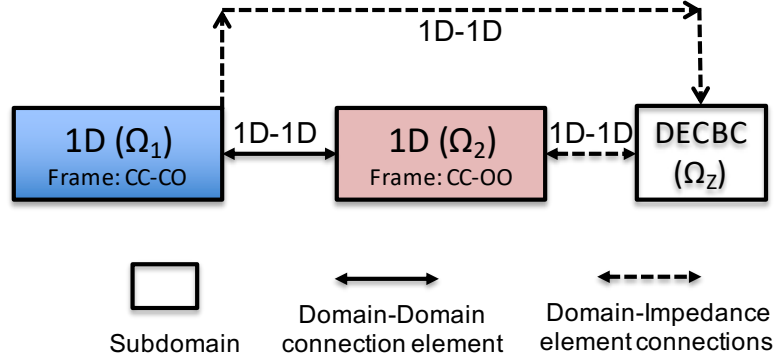 1D-1D
1D (Ω₁)
Frame: CC-CO
1D-1D
1D (Ω₂)
Frame: CC-OO
1D-1D
DECBC
(Ω_Z)
Subdomain
Domain-Domain
connection element
Domain-Impedance
element connections